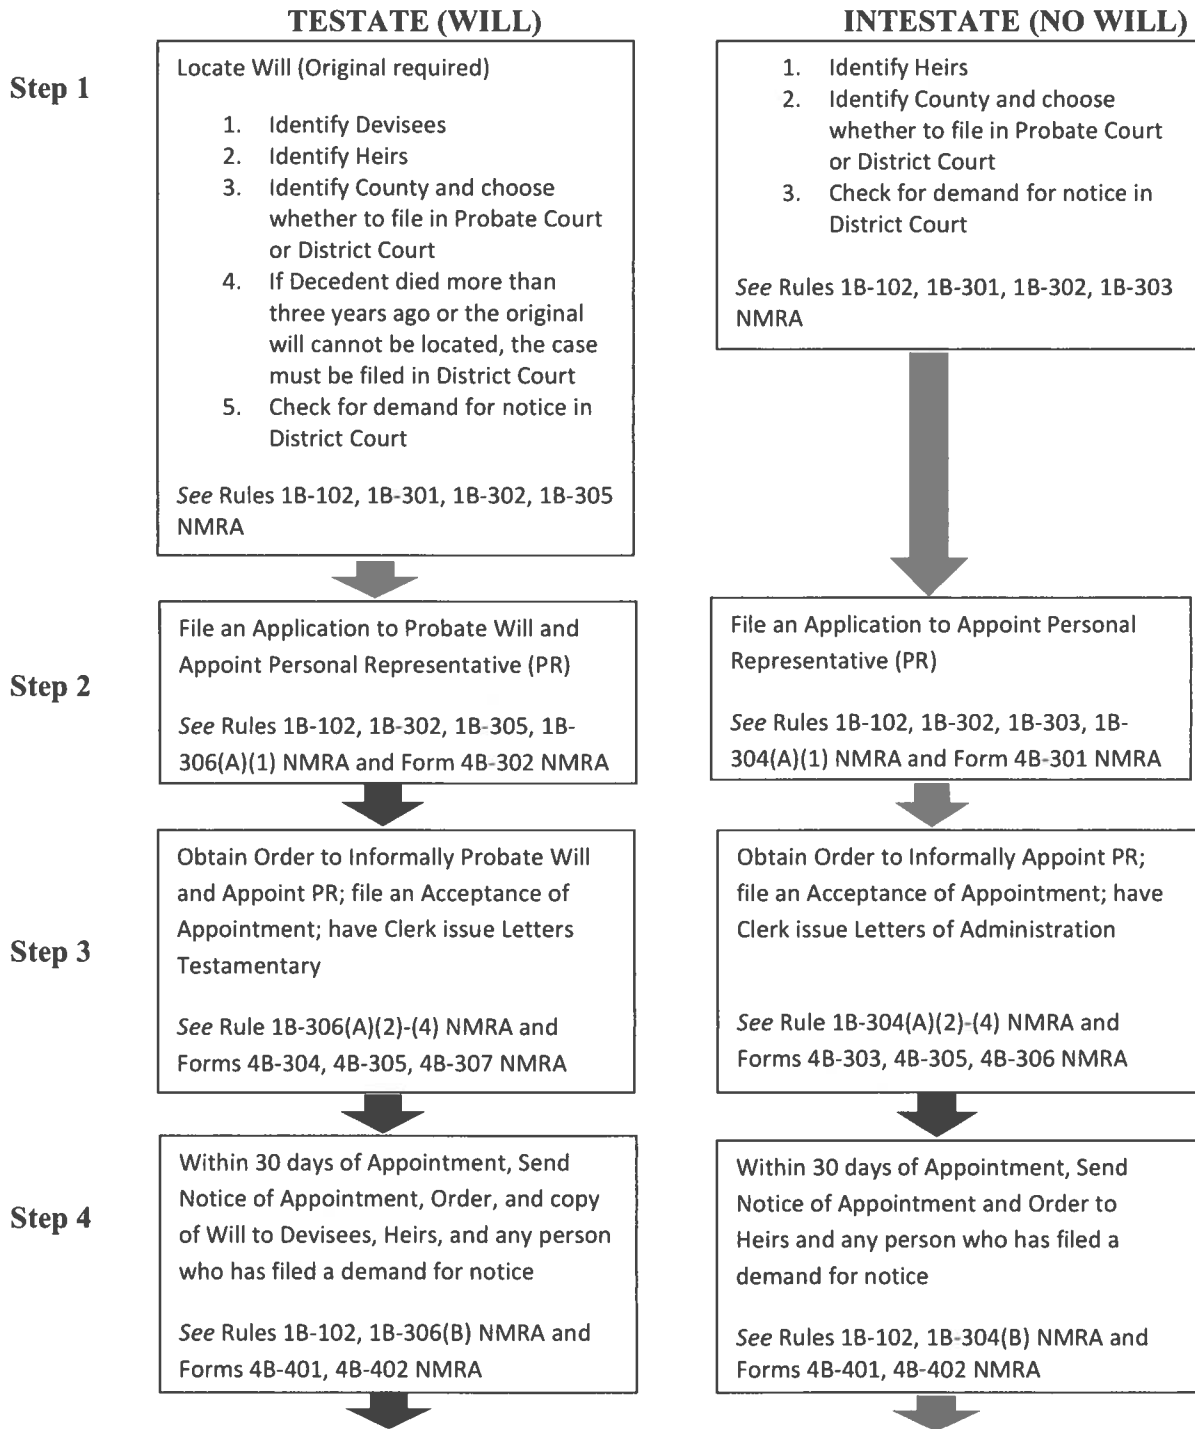 TESTATE (WILL)
INTESTATE (NO WILL)
Step 1
Locate Will (Original required)
1. Identify Devisees
2. Identify Heirs
3. Identify County and choose
whether to file in Probate Court
or District Court
4. If Decedent died more than
three years ago or the original
will cannot be located, the case
must be filed in District Court
5. Check for demand for notice in
District Court
See Rules 1B-102, 1B-301, 1B-302, 1B-305
NMRA
1. Identify Heirs
2. Identify County and choose
whether to file in Probate Court
or District Court
3. Check for demand for notice in
District Court
See Rules 1B-102, 1B-301, 1B-302, 1B-303
NMRA
Step 2
File an Application to Probate Will and
Appoint Personal Representative (PR)
See Rules 1B-102, 1B-302, 1B-305, 1B-
306(A)(1) NMRA and Form 4B-302 NMRA
File an Application to Appoint Personal
Representative (PR)
See Rules 1B-102, 1B-302, 1B-303, 1B-
304(A)(1) NMRA and Form 4B-301 NMRA
Step 3
Obtain Order to Informally Probate Will
and Appoint PR; file an Acceptance of
Appointment; have Clerk issue Letters
Testamentary
See Rule 1B-306(A)(2)-(4) NMRA and
Forms 4B-304, 4B-305, 4B-307 NMRA
Obtain Order to Informally Appoint PR;
file an Acceptance of Appointment; have
Clerk issue Letters of Administration
See Rule 1B-304(A)(2)-(4) NMRA and
Forms 4B-303, 4B-305, 4B-306 NMRA
Step 4
Within 30 days of Appointment, Send
Notice of Appointment, Order, and copy
of Will to Devisees, Heirs, and any person
who has filed a demand for notice
See Rules 1B-102, 1B-306(B) NMRA and
Forms 4B-401, 4B-402 NMRA
Within 30 days of Appointment, Send
Notice of Appointment and Order to
Heirs and any person who has filed a
demand for notice
See Rules 1B-102, 1B-304(B) NMRA and
Forms 4B-401, 4B-402 NMRA